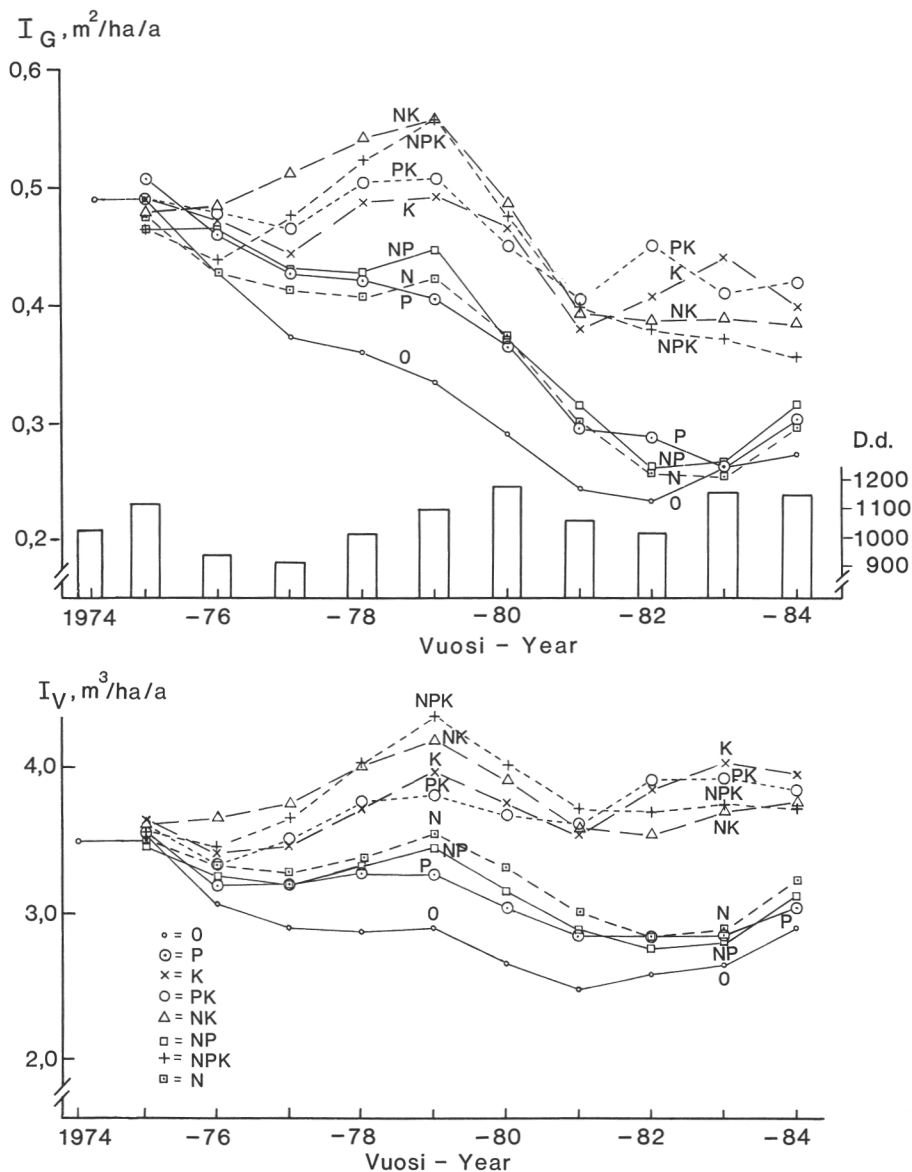 I_G, m²/ha/a
0,6
0,5
0,4
0,3
0,2
NK
NPK
PK
K
NP
N
P
0
PK
K
NK
NPK
P
NP
N
0
D.d.
1200
1100
1000
900
1974 -76 -78 -80 -82 -84
Vuosi – Year
I_V, m³/ha/a
4,0
3,0
2,0
NPK
NK
K
PK
N
NP
P
0
K
PK
NPK
NK
N
P
NP
0
= 0
= P
= K
= PK
= NK
= NP
= NPK
= N
1974 -76 -78 -80 -82 -84
Vuosi – Year